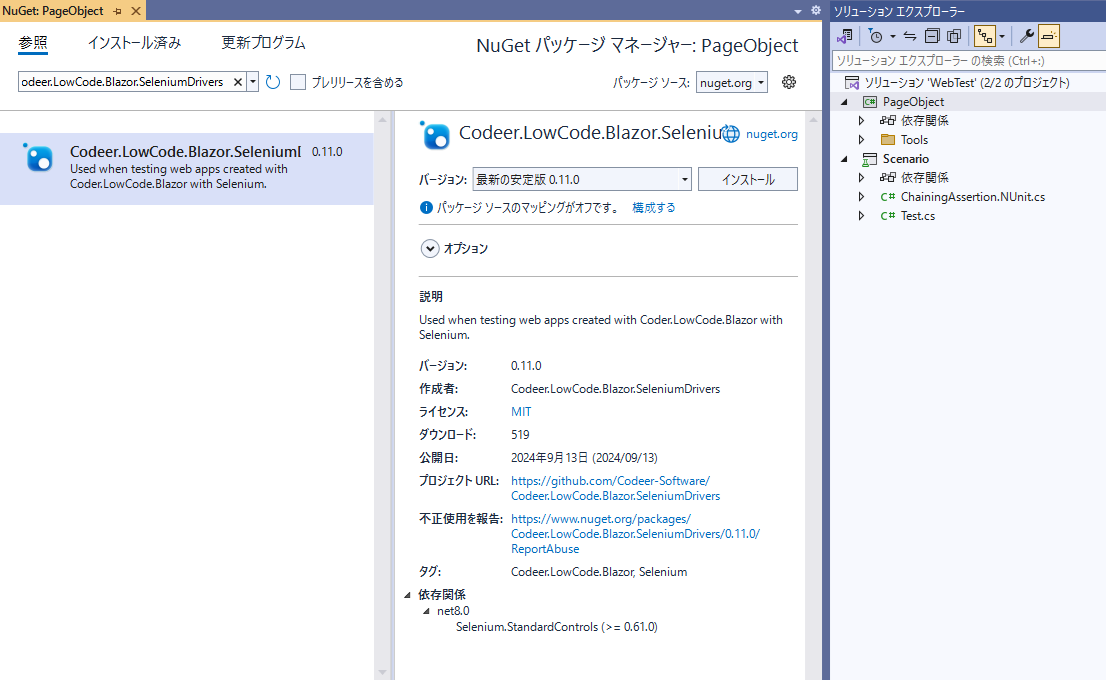 NuGet: PageObject
参照
インストール済み
更新プログラム
NuGet パッケージ マネージャー: PageObject
odeer.LowCode.Blazor.SeleniumDrivers
プレリリースを含める
パッケージ ソース:
nuget.org
Codeer.LowCode.Blazor.Seleniuml
0.11.0
Used when testing web apps created with
Coder.LowCode.Blazor with Selenium.
Codeer.LowCode.Blazor.Seleniu
nuget.org
バージョン:
最新の安定版 0.11.0
インストール
パッケージ ソースのマッピングがオフです。
構成する
オプション
説明
Used when testing web apps created with Coder.LowCode.Blazor with
Selenium.
バージョン:
0.11.0
作成者:
Codeer.LowCode.Blazor.SeleniumDrivers
ライセンス:
MIT
ダウンロード:
519
公開日:
2024年9月13日 (2024/09/13)
プロジェクト URL:
https://github.com/Codeer-Software/
Codeer.LowCode.Blazor.SeleniumDrivers
不正使用を報告:
https://www.nuget.org/packages/
Codeer.LowCode.Blazor.SeleniumDrivers/0.11.0/
ReportAbuse
タグ:
Codeer.LowCode.Blazor, Selenium
依存関係
net8.0
Selenium.StandardControls (>= 0.61.0)
ソリューション エクスプローラー
ソリューション エクスプローラー の検索 (Ctrl+:)
ソリューション 'WebTest' (2/2 のプロジェクト)
C# PageObject
依存関係
Tools
Scenario
依存関係
C# ChainingAssertion.NUnit.cs
C# Test.cs